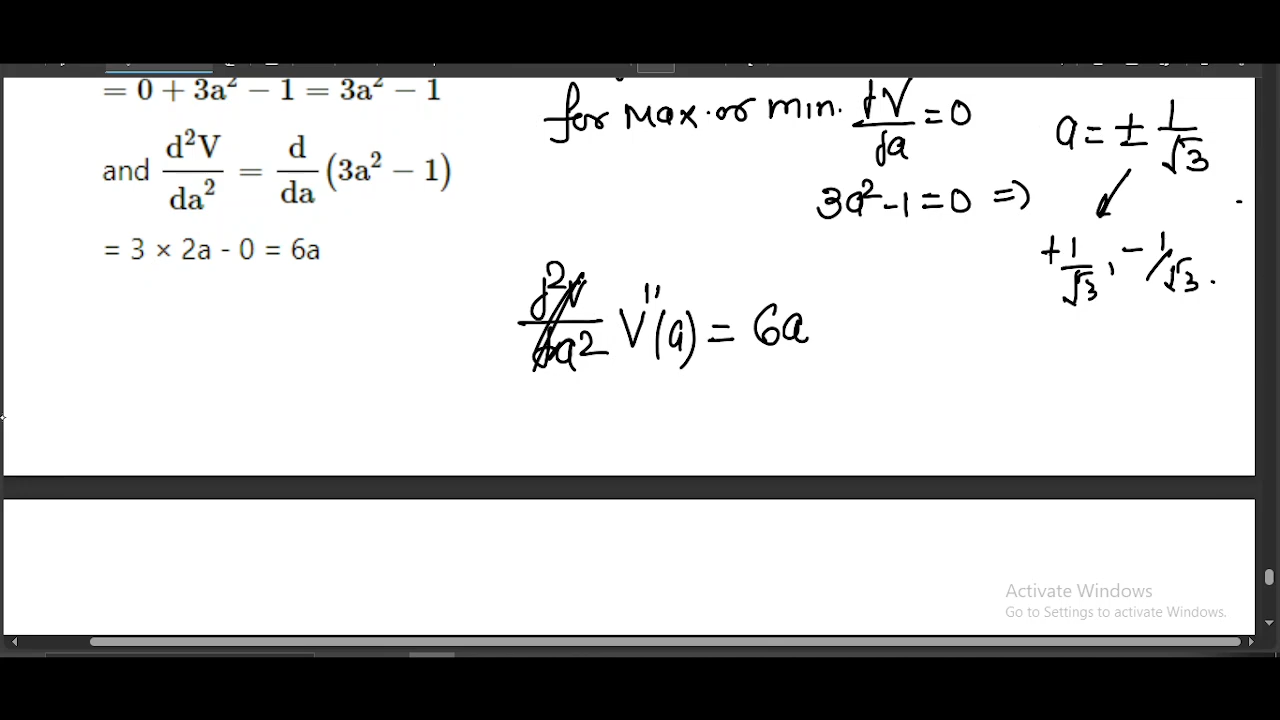 = 0 + 3a² − 1 = 3a² − 1
and d²V/da² = d/da (3a² − 1)
= 3 × 2a - 0 = 6a
for Max. or min. dV/da = 0
3a² - 1 = 0 =>
a = ± 1/√3
+1/√3, -1/√3.
d²V/da² V''(a) = 6a
Activate Windows
Go to Settings to activate Windows.